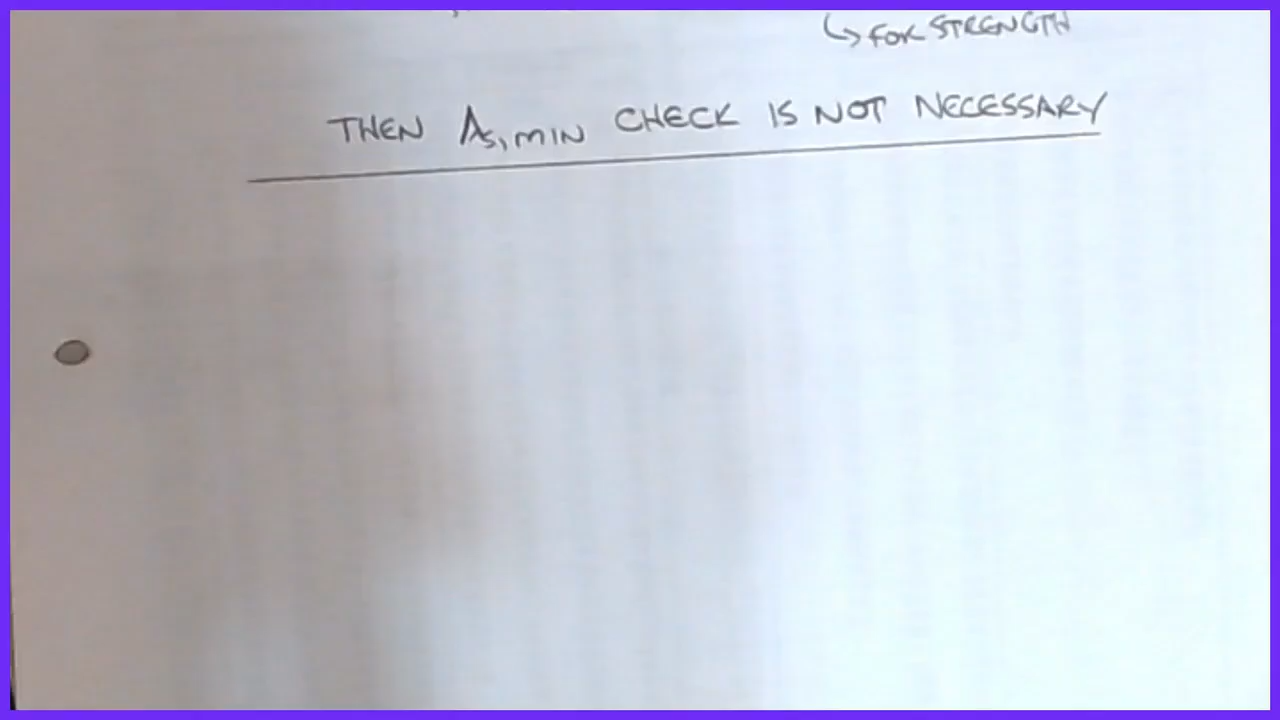 ↳ FOR STRENGTH
THEN As,MIN CHECK IS NOT NECESSARY